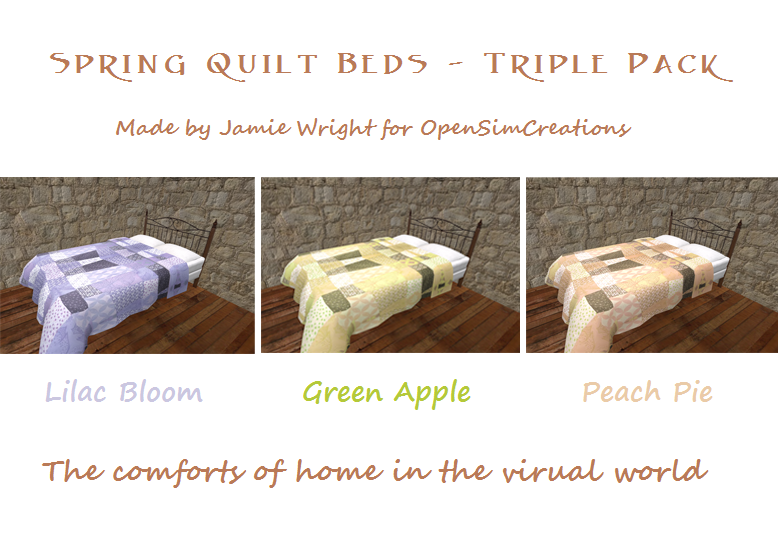 Spring Quilt Beds - Triple Pack
Made by Jamie Wright for OpenSimCreations
Lilac Bloom
Green Apple
Peach Pie
The comforts of home in the virual world